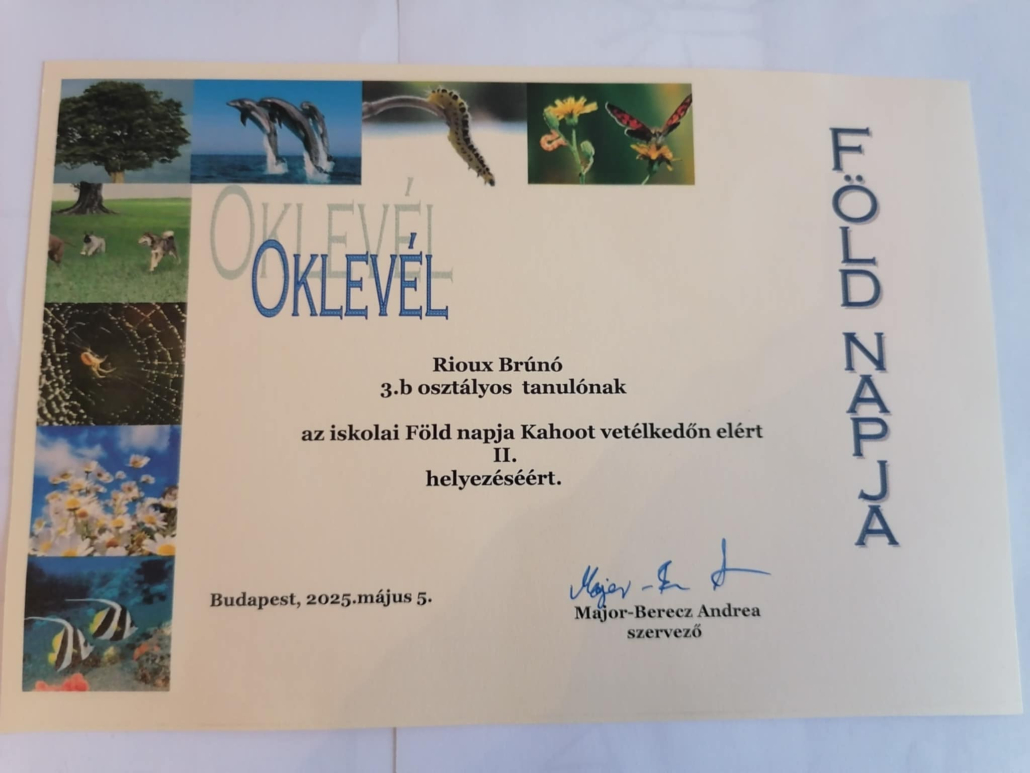 OKLEVÉL
OKLEVÉL
FÖLD NAPJA
Rioux Brúnó
3.b osztályos tanulónak
az iskolai Föld napja Kahoot vetélkedőn elért
II.
helyezéséért.
Budapest, 2025.május 5.
Major-Berecz Andrea
szervező